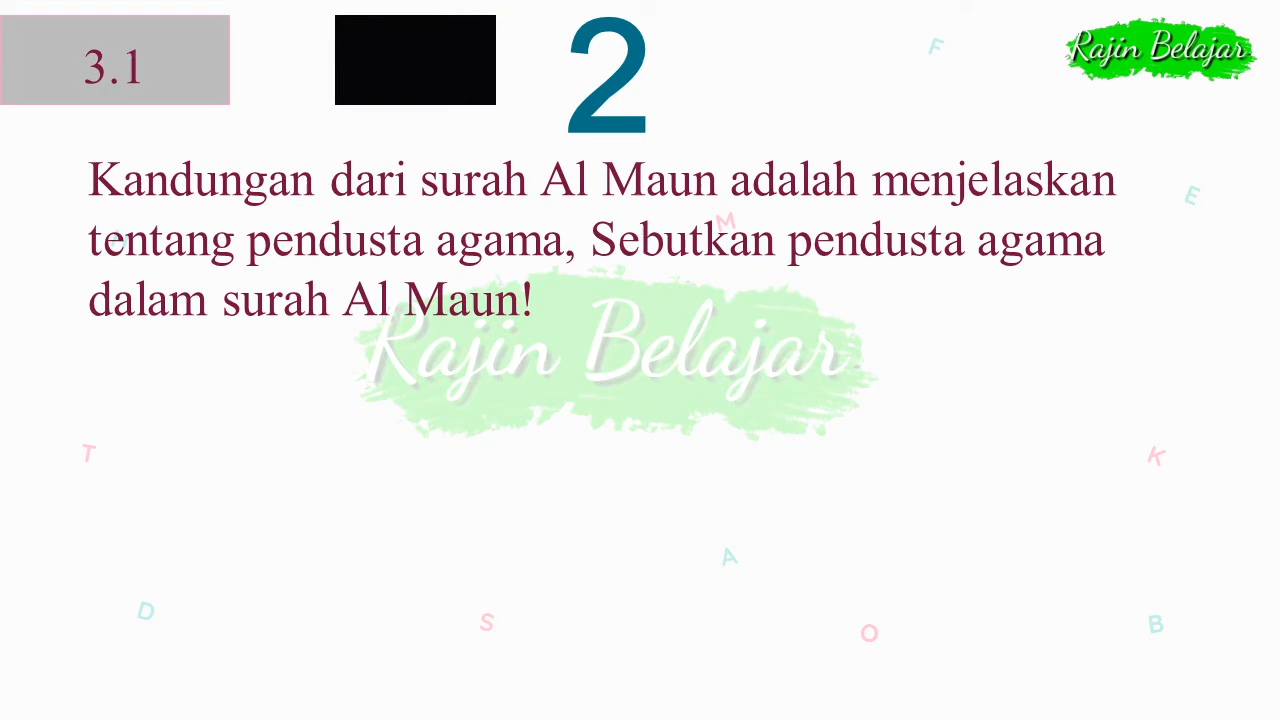 3.1
2
Rajin Belajar
F
E
M
Kandungan dari surah Al Maun adalah menjelaskan
tentang pendusta agama, Sebutkan pendusta agama
dalam surah Al Maun!
Rajin Belajar
T
K
A
D
S
O
B